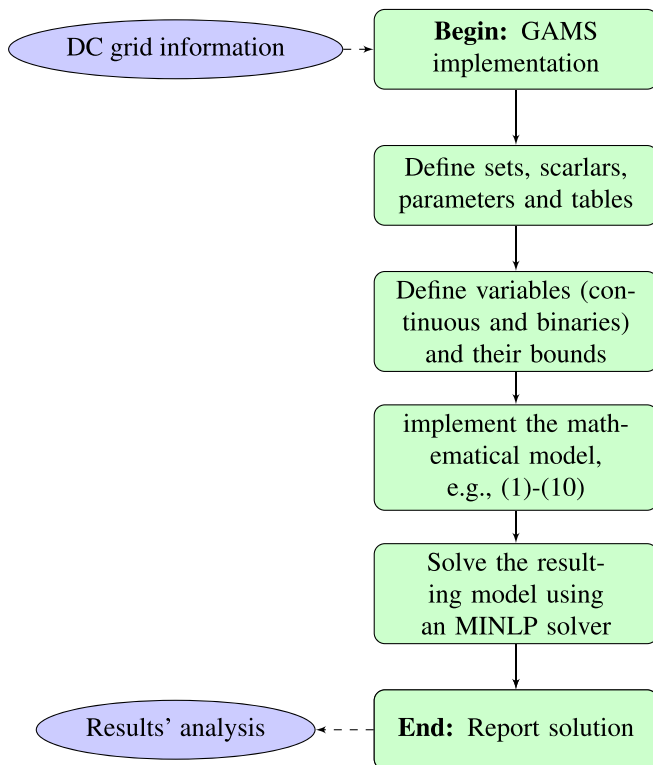 DC grid information
Begin: GAMS
implementation
Define sets, scarlars,
parameters and tables
Define variables (con-
tinuous and binaries)
and their bounds
implement the math-
ematical model,
e.g., (1)-(10)
Solve the result-
ing model using
an MINLP solver
Results' analysis
End: Report solution